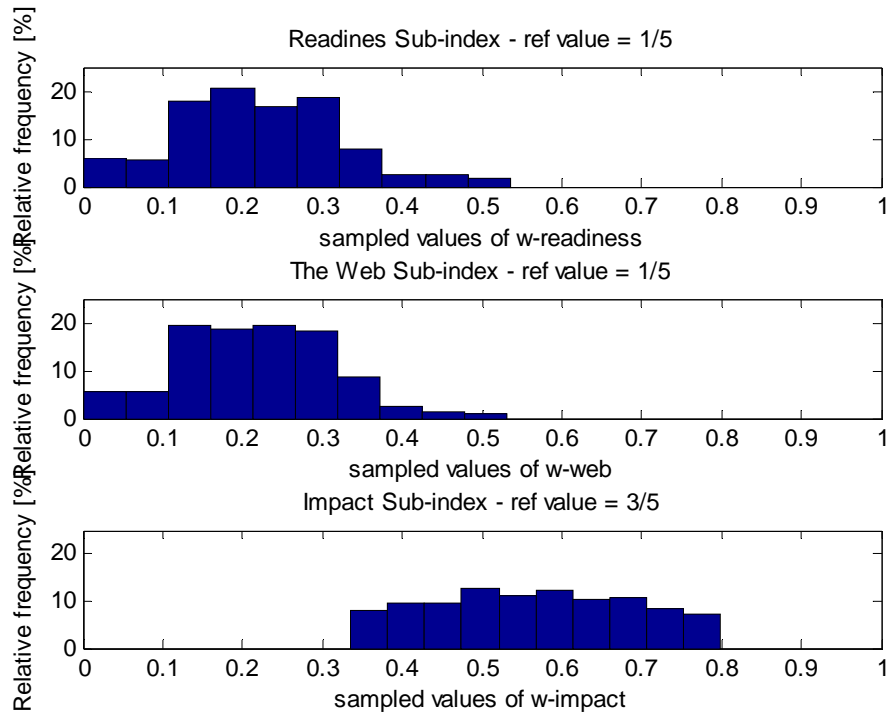 Readines Sub-index - ref value = 1/5
Relative frequency [%]
20
10
0
0 0.1 0.2 0.3 0.4 0.5 0.6 0.7 0.8 0.9 1
sampled values of w-readiness
The Web Sub-index - ref value = 1/5
Relative frequency [%]
20
10
0
0 0.1 0.2 0.3 0.4 0.5 0.6 0.7 0.8 0.9 1
sampled values of w-web
Impact Sub-index - ref value = 3/5
Relative frequency [%]
20
10
0
0 0.1 0.2 0.3 0.4 0.5 0.6 0.7 0.8 0.9 1
sampled values of w-impact